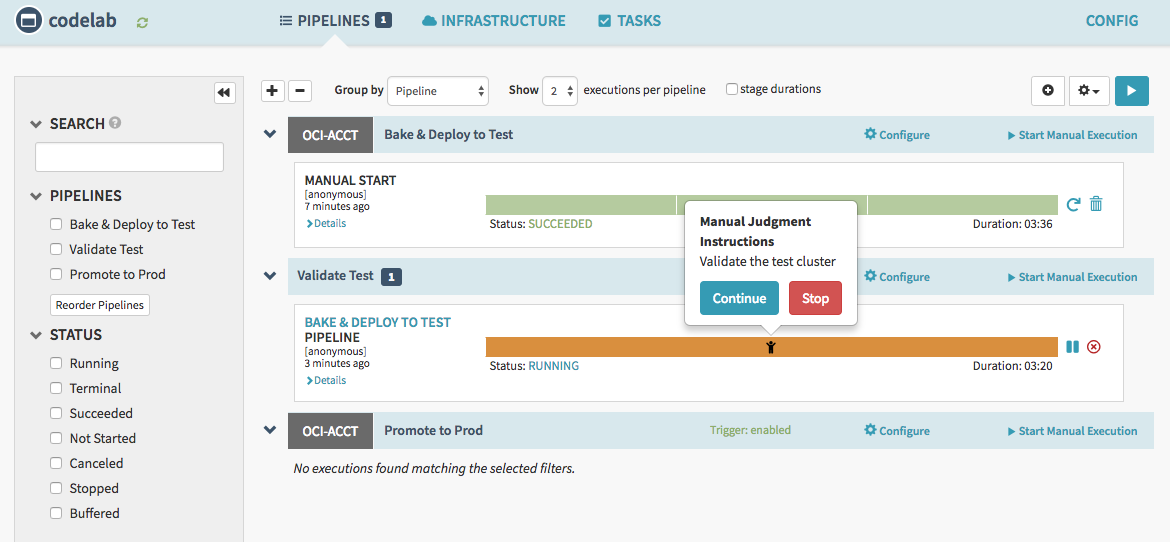 codelab
PIPELINES 1
INFRASTRUCTURE
TASKS
CONFIG
SEARCH
PIPELINES
Bake & Deploy to Test
Validate Test
Promote to Prod
Reorder Pipelines
STATUS
Running
Terminal
Succeeded
Not Started
Canceled
Stopped
Buffered
Group by Pipeline Show 2 executions per pipeline stage durations
OCI-ACCT Bake & Deploy to Test Configure Start Manual Execution
MANUAL START
[anonymous]
7 minutes ago
Details
Status: SUCCEEDED
Duration: 03:36
Manual Judgment
Instructions
Validate the test cluster
Continue Stop
Validate Test 1 Configure Start Manual Execution
BAKE & DEPLOY TO TEST
PIPELINE
[anonymous]
3 minutes ago
Details
Status: RUNNING
Duration: 03:20
OCI-ACCT Promote to Prod Trigger: enabled Configure Start Manual Execution
No executions found matching the selected filters.